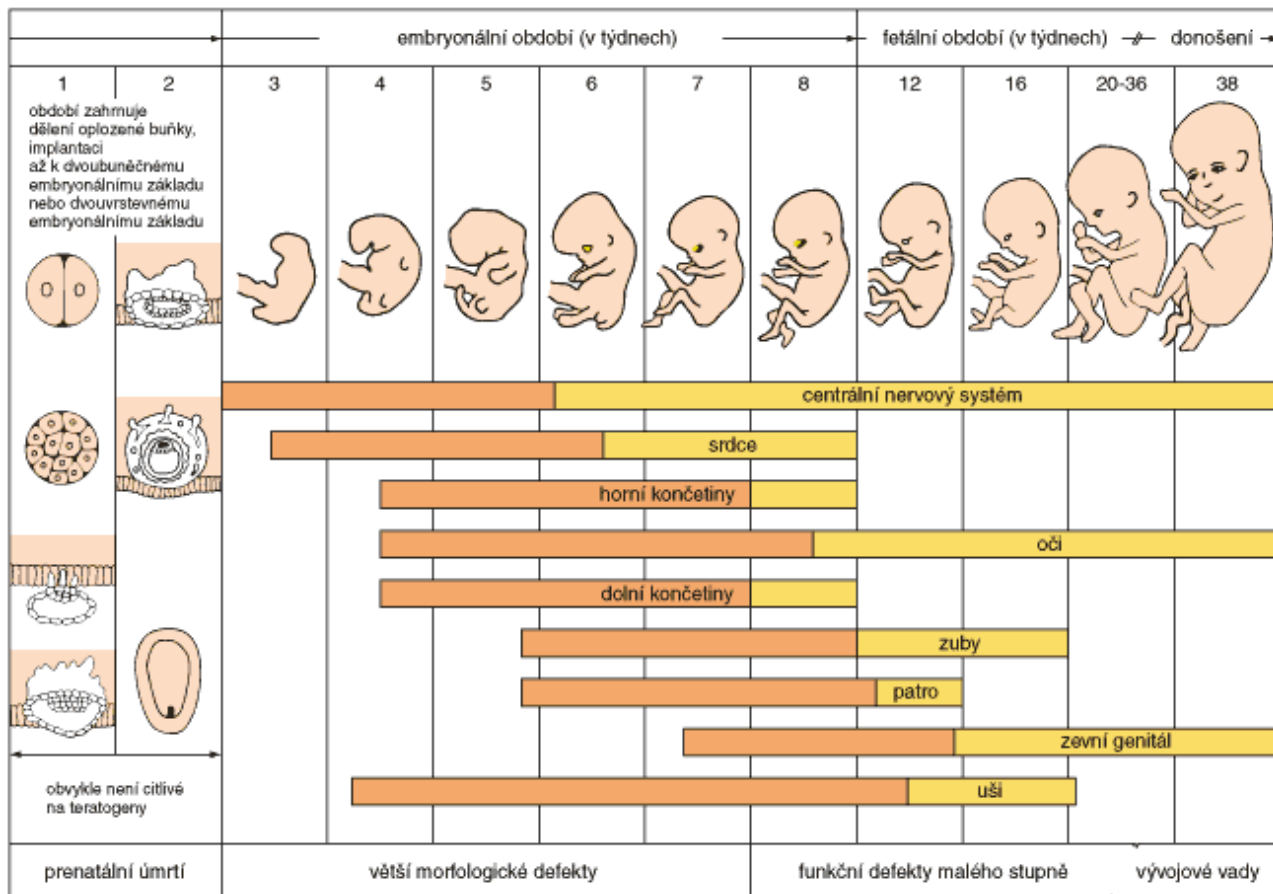 embryonální období (v týdnech)
fetální období (v týdnech)
donošení
1 2 3 4 5 6 7 8 12 16 20-36 38
období zahrnuje
dělení oplozené buňky,
implantaci
až k dvoubuněčnému
embryonálnímu základu
nebo dvouvrstevnému
embryonálnímu základu
centrální nervový systém
srdce
horní končetiny
oči
dolní končetiny
zuby
patro
zevní genitál
uši
obvykle není citlivé
na teratogeny
prenatální úmrtí
větší morfologické defekty
funkční defekty malého stupně
vývojové vady